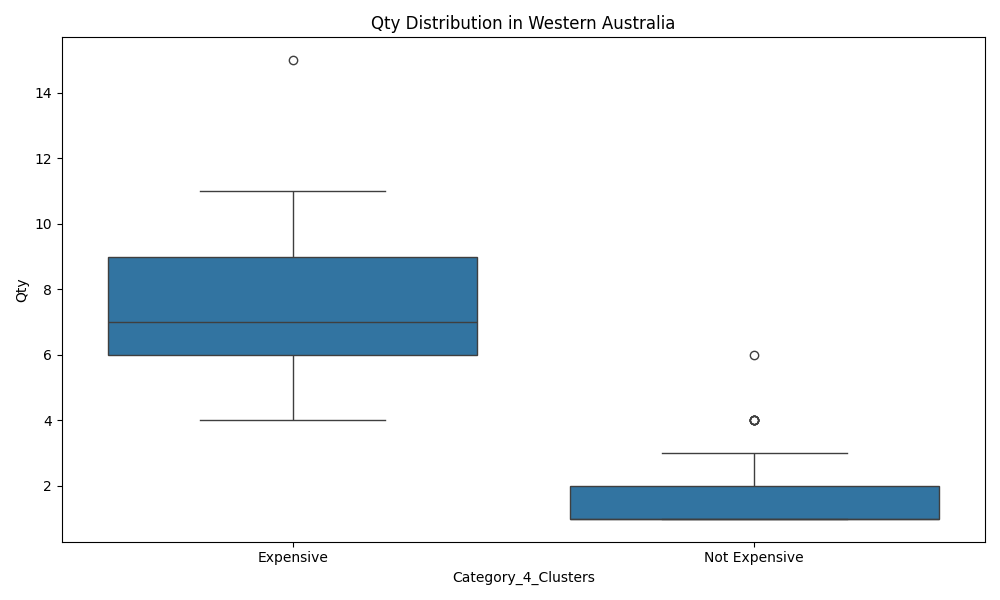 Qty Distribution in Western Australia
Qty
14
12
10
8
6
4
2
Expensive
Not Expensive
Category_4_Clusters